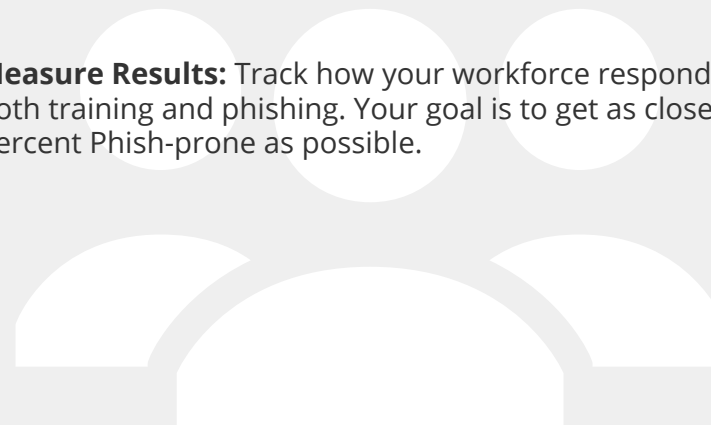 easure Results: Track how your workforce respond
oth training and phishing. Your goal is to get as close
ercent Phish-prone as possible.